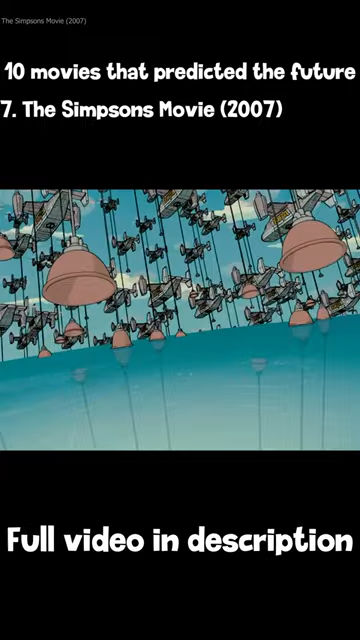 The Simpsons Movie (2007)
10 movies that predicted the future
7. The Simpsons Movie (2007)
Full video in description